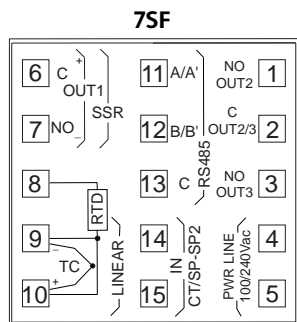 7SF
6 C +
OUT1
7 NO –
SSR
8
RTD
9 –
TC
10 +
LINEAR
11 A/A'
12 B/B'
13 C
RS485
14
15
IN
CT/SP-SP2
NO
OUT2 1
C
OUT2/3 2
NO
OUT3 3
4
5
PWR LINE
100/240Vac